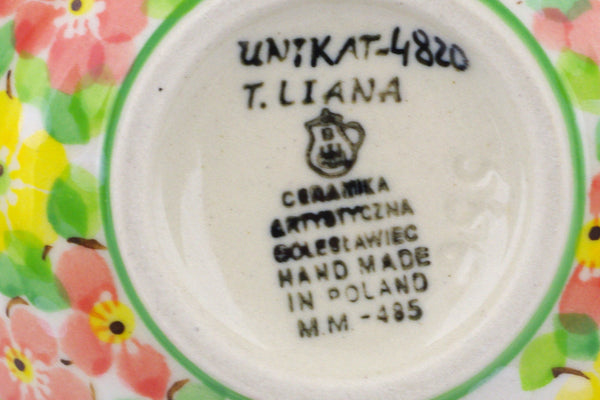 UNIKAT-4820
T. LIANA
CERAMIKA
ARTYSTYCZNA
BOLESŁAWIEC
HAND MADE
IN POLAND
M.M. -485